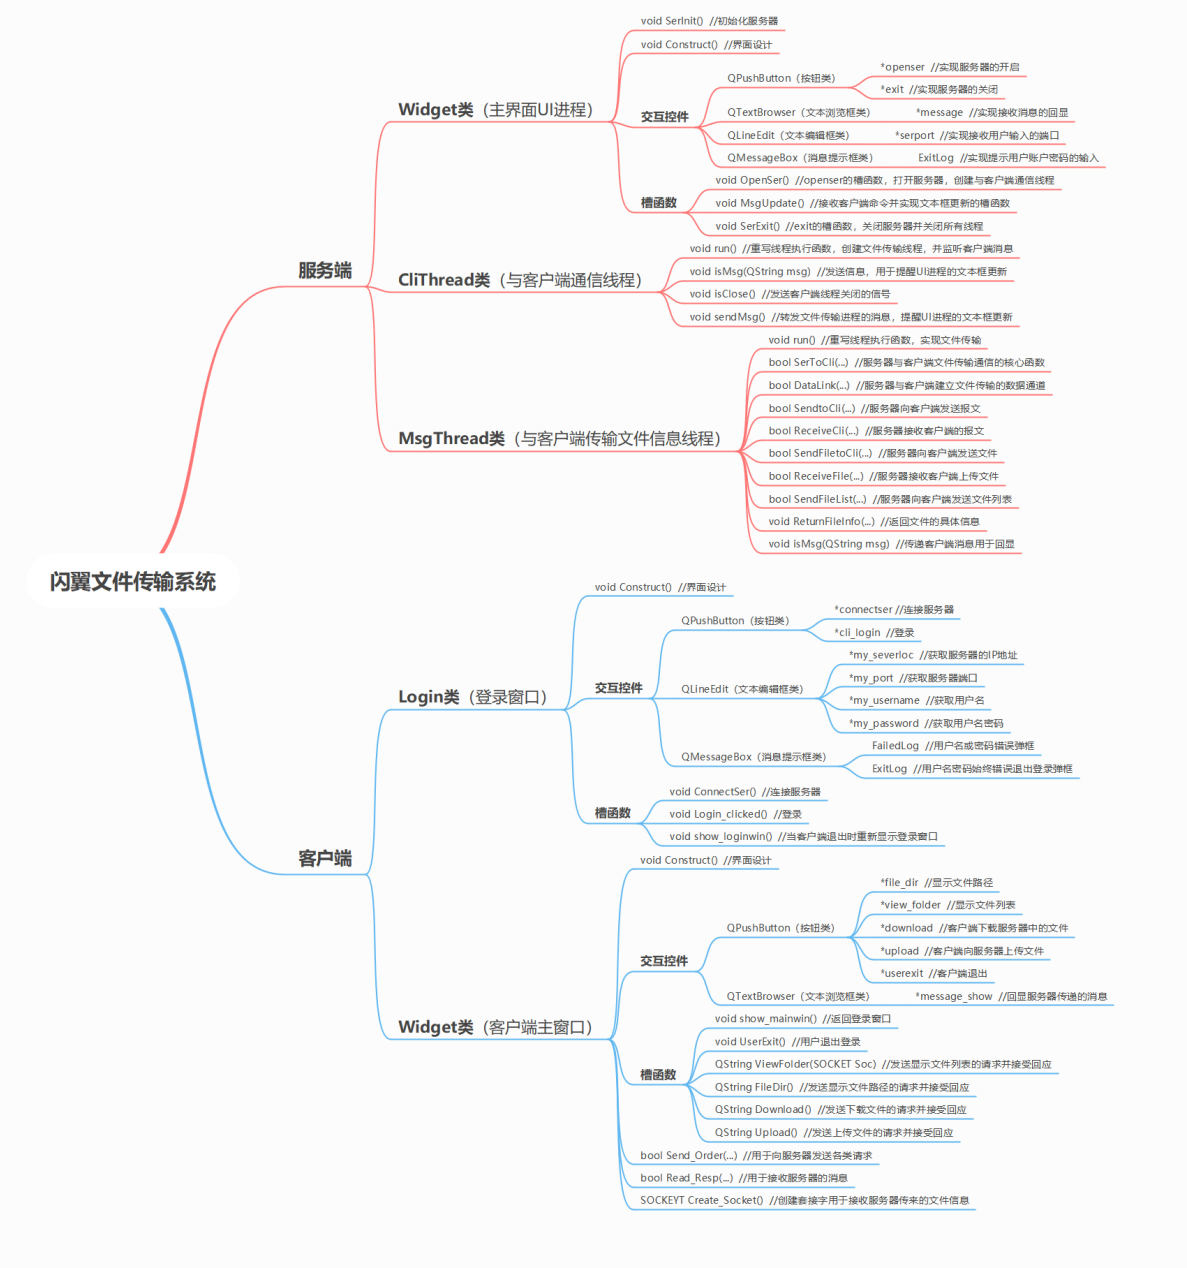 闪翼文件传输系统
服务端
Widget类（主界面UI进程）
void SerInit()  //初始化服务器
void Construct()  //界面设计
交互控件
QPushButton（按钮类）
*openser  //实现服务器的开启
*exit  //实现服务器的关闭
QTextBrowser（文本浏览框类）
*message  //实现接收消息的回显
QLineEdit（文本编辑框类）
*serport  //实现接收用户输入的端口
QMessageBox（消息提示框类）
ExitLog  //实现提示用户账户密码的输入
槽函数
void OpenSer()  //openser的槽函数，打开服务器，创建与客户端通信线程
void MsgUpdate()  //接收客户端命令并实现文本框更新的槽函数
void SerExit()  //exit的槽函数，关闭服务器并关闭所有线程
CliThread类（与客户端通信线程）
void run()  //重写线程执行函数，创建文件传输线程，并监听客户端消息
void isMsg(QString msg)  //发送信息，用于提醒UI进程的文本框更新
void isClose()  //发送客户端线程关闭的信号
void sendMsg()  //转发文件传输进程的消息，提醒UI进程的文本框更新
MsgThread类（与客户端传输文件信息线程）
void run()  //重写线程执行函数，实现文件传输
bool SerToCli(...)  //服务器与客户端文件传输通信的核心函数
bool DataLink(...)  //服务器与客户端建立文件传输的数据通道
bool SendtoCli(...)  //服务器向客户端发送报文
bool ReceiveCli(...)  //服务器接收客户端的报文
bool SendFiletoCli(...)  //服务器向客户端发送文件
bool ReceiveFile(...)  //服务器接收客户端上传文件
bool SendFileList(...)  //服务器向客户端发送文件列表
void ReturnFileInfo(...)  //返回文件的具体信息
void isMsg(QString msg)  //传递客户端消息用于回显
客户端
Login类（登录窗口）
void Construct()  //界面设计
交互控件
QPushButton（按钮类）
*connectser //连接服务器
*cli_login  //登录
QLineEdit（文本编辑框类）
*my_severloc  //获取服务器的IP地址
*my_port  //获取服务器端口
*my_username  //获取用户名
*my_password  //获取用户名密码
QMessageBox（消息提示框类）
FailedLog  //用户名或密码错误弹框
ExitLog  //用户名密码始终错误退出登录弹框
槽函数
void ConnectSer()  //连接服务器
void Login_clicked()  //登录
void show_loginwin()  //当客户端退出时重新显示登录窗口
Widget类（客户端主窗口）
void Construct()  //界面设计
交互控件
QPushButton（按钮类）
*file_dir  //显示文件路径
*view_folder  //显示文件列表
*download  //客户端下载服务器中的文件
*upload  //客户端向服务器上传文件
*userexit  //客户端退出
QTextBrowser（文本浏览框类）
*message_show  //回显服务器传递的消息
槽函数
void show_mainwin()  //返回登录窗口
void UserExit()  //用户退出登录
QString ViewFolder(SOCKET Soc)  //发送显示文件列表的请求并接受回应
QString FileDir()  //发送显示文件路径的请求并接受回应
QString Download()  //发送下载文件的请求并接受回应
QString Upload()  //发送上传文件的请求并接受回应
bool Send_Order(...)  //用于向服务器发送各类请求
bool Read_Resp(...)  //用于接收服务器的消息
SOCKEYT Create_Socket()  //创建套接字用于接收服务器传来的文件信息